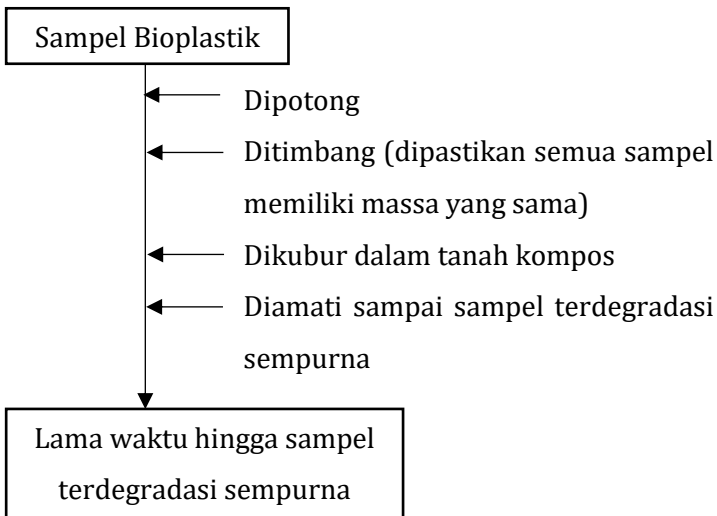 Sampel Bioplastik
Dipotong
Ditimbang (dipastikan semua sampel
memiliki massa yang sama)
Dikubur dalam tanah kompos
Diamati sampai sampel terdegradasi
sempurna
Lama waktu hingga sampel
terdegradasi sempurna